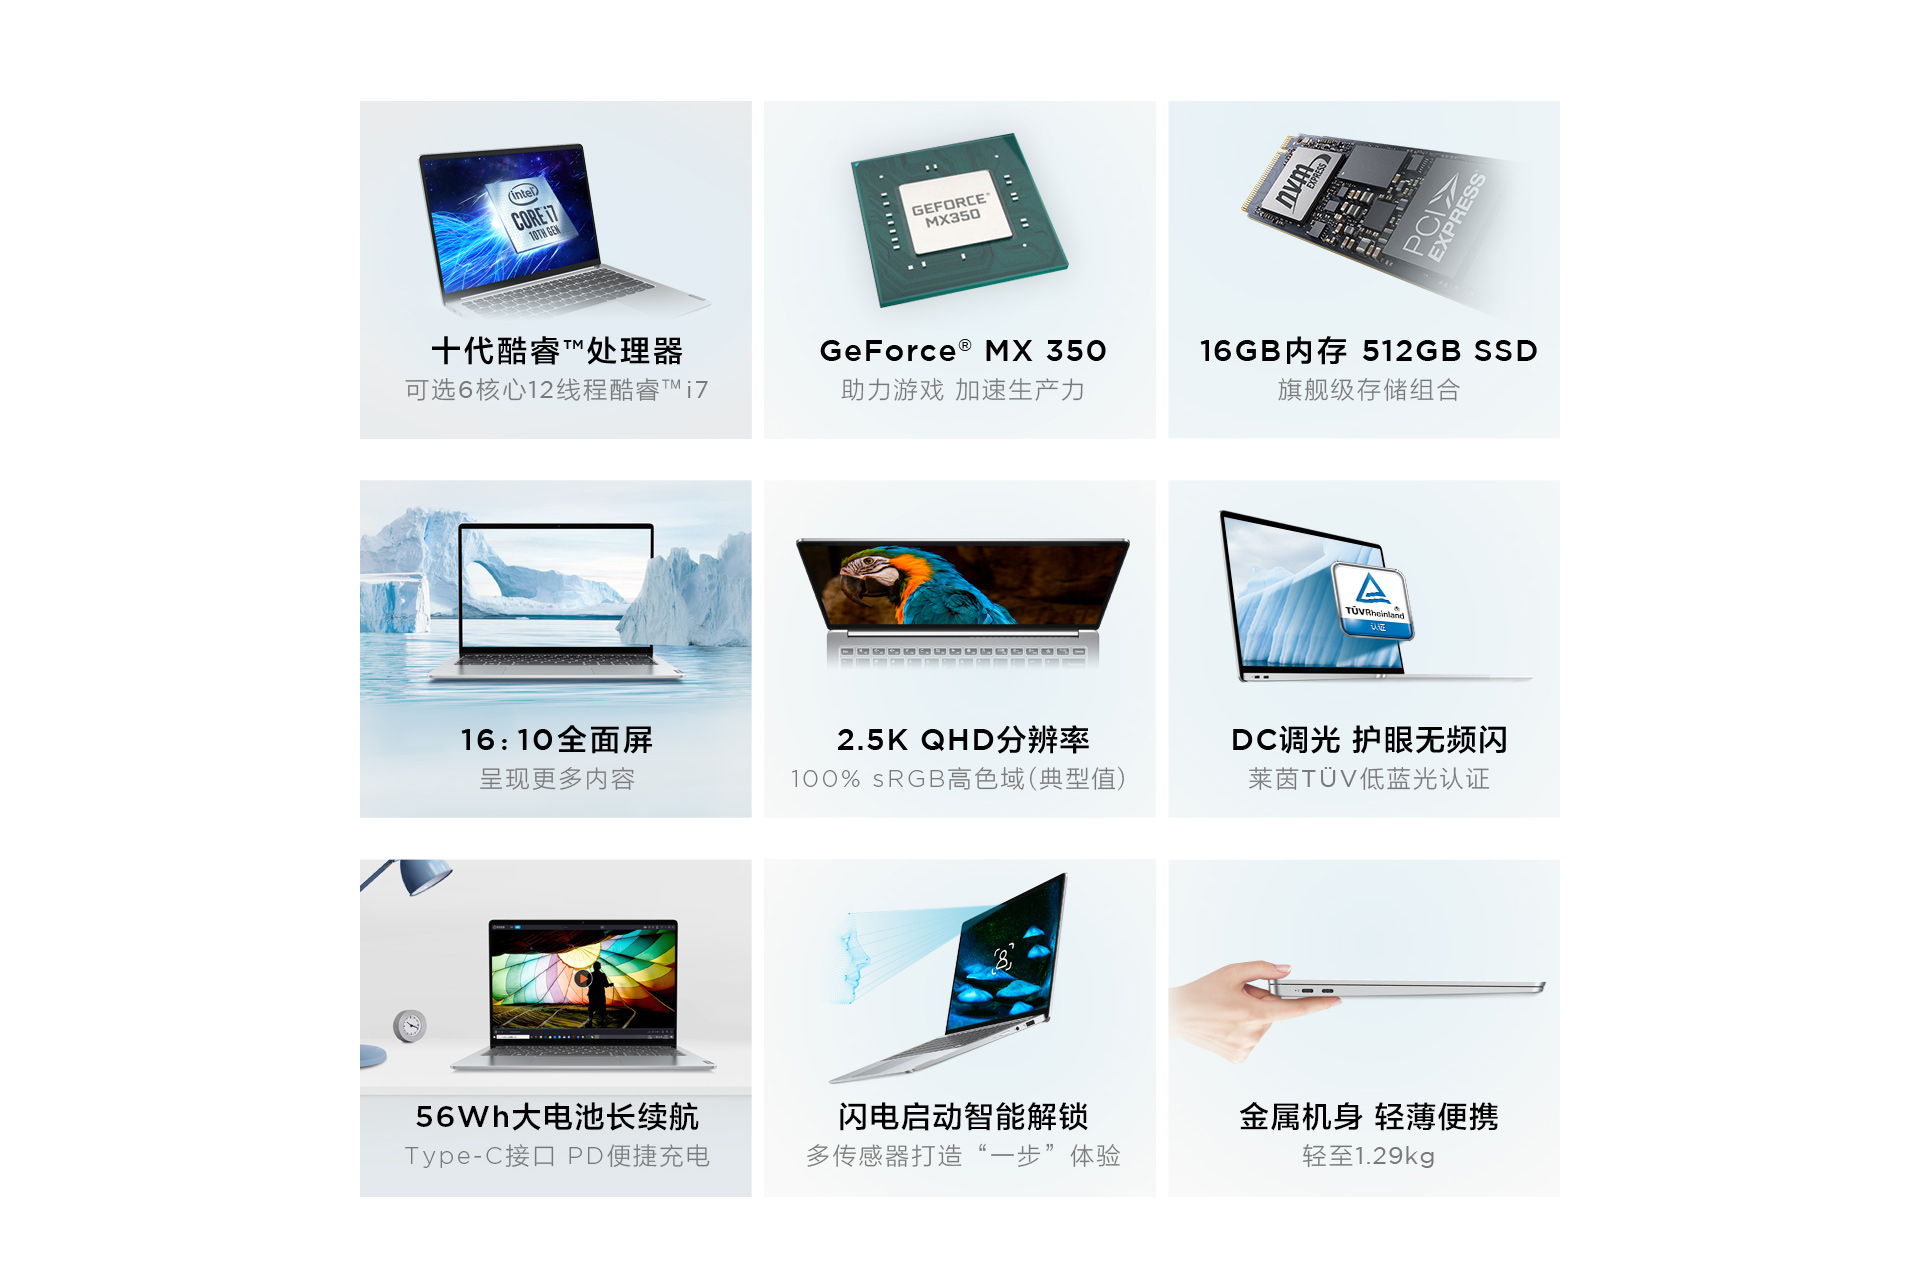 intel
CORE i7
10TH GEN
十代酷睿™处理器
可选6核心12线程酷睿™i7
GEFORCE®
MX350
GeForce® MX 350
助力游戏 加速生产力
nvm
EXPRESS
PCI
EXPRESS
16GB内存 512GB SSD
旗舰级存储组合
16:10全面屏
呈现更多内容
2.5K QHD分辨率
100% sRGB高色域(典型值)
TÜVRheinland®
认证
DC调光 护眼无频闪
莱茵TÜV低蓝光认证
56Wh大电池长续航
Type-C接口 PD便捷充电
闪电启动智能解锁
多传感器打造“一步”体验
金属机身 轻薄便携
轻至1.29kg